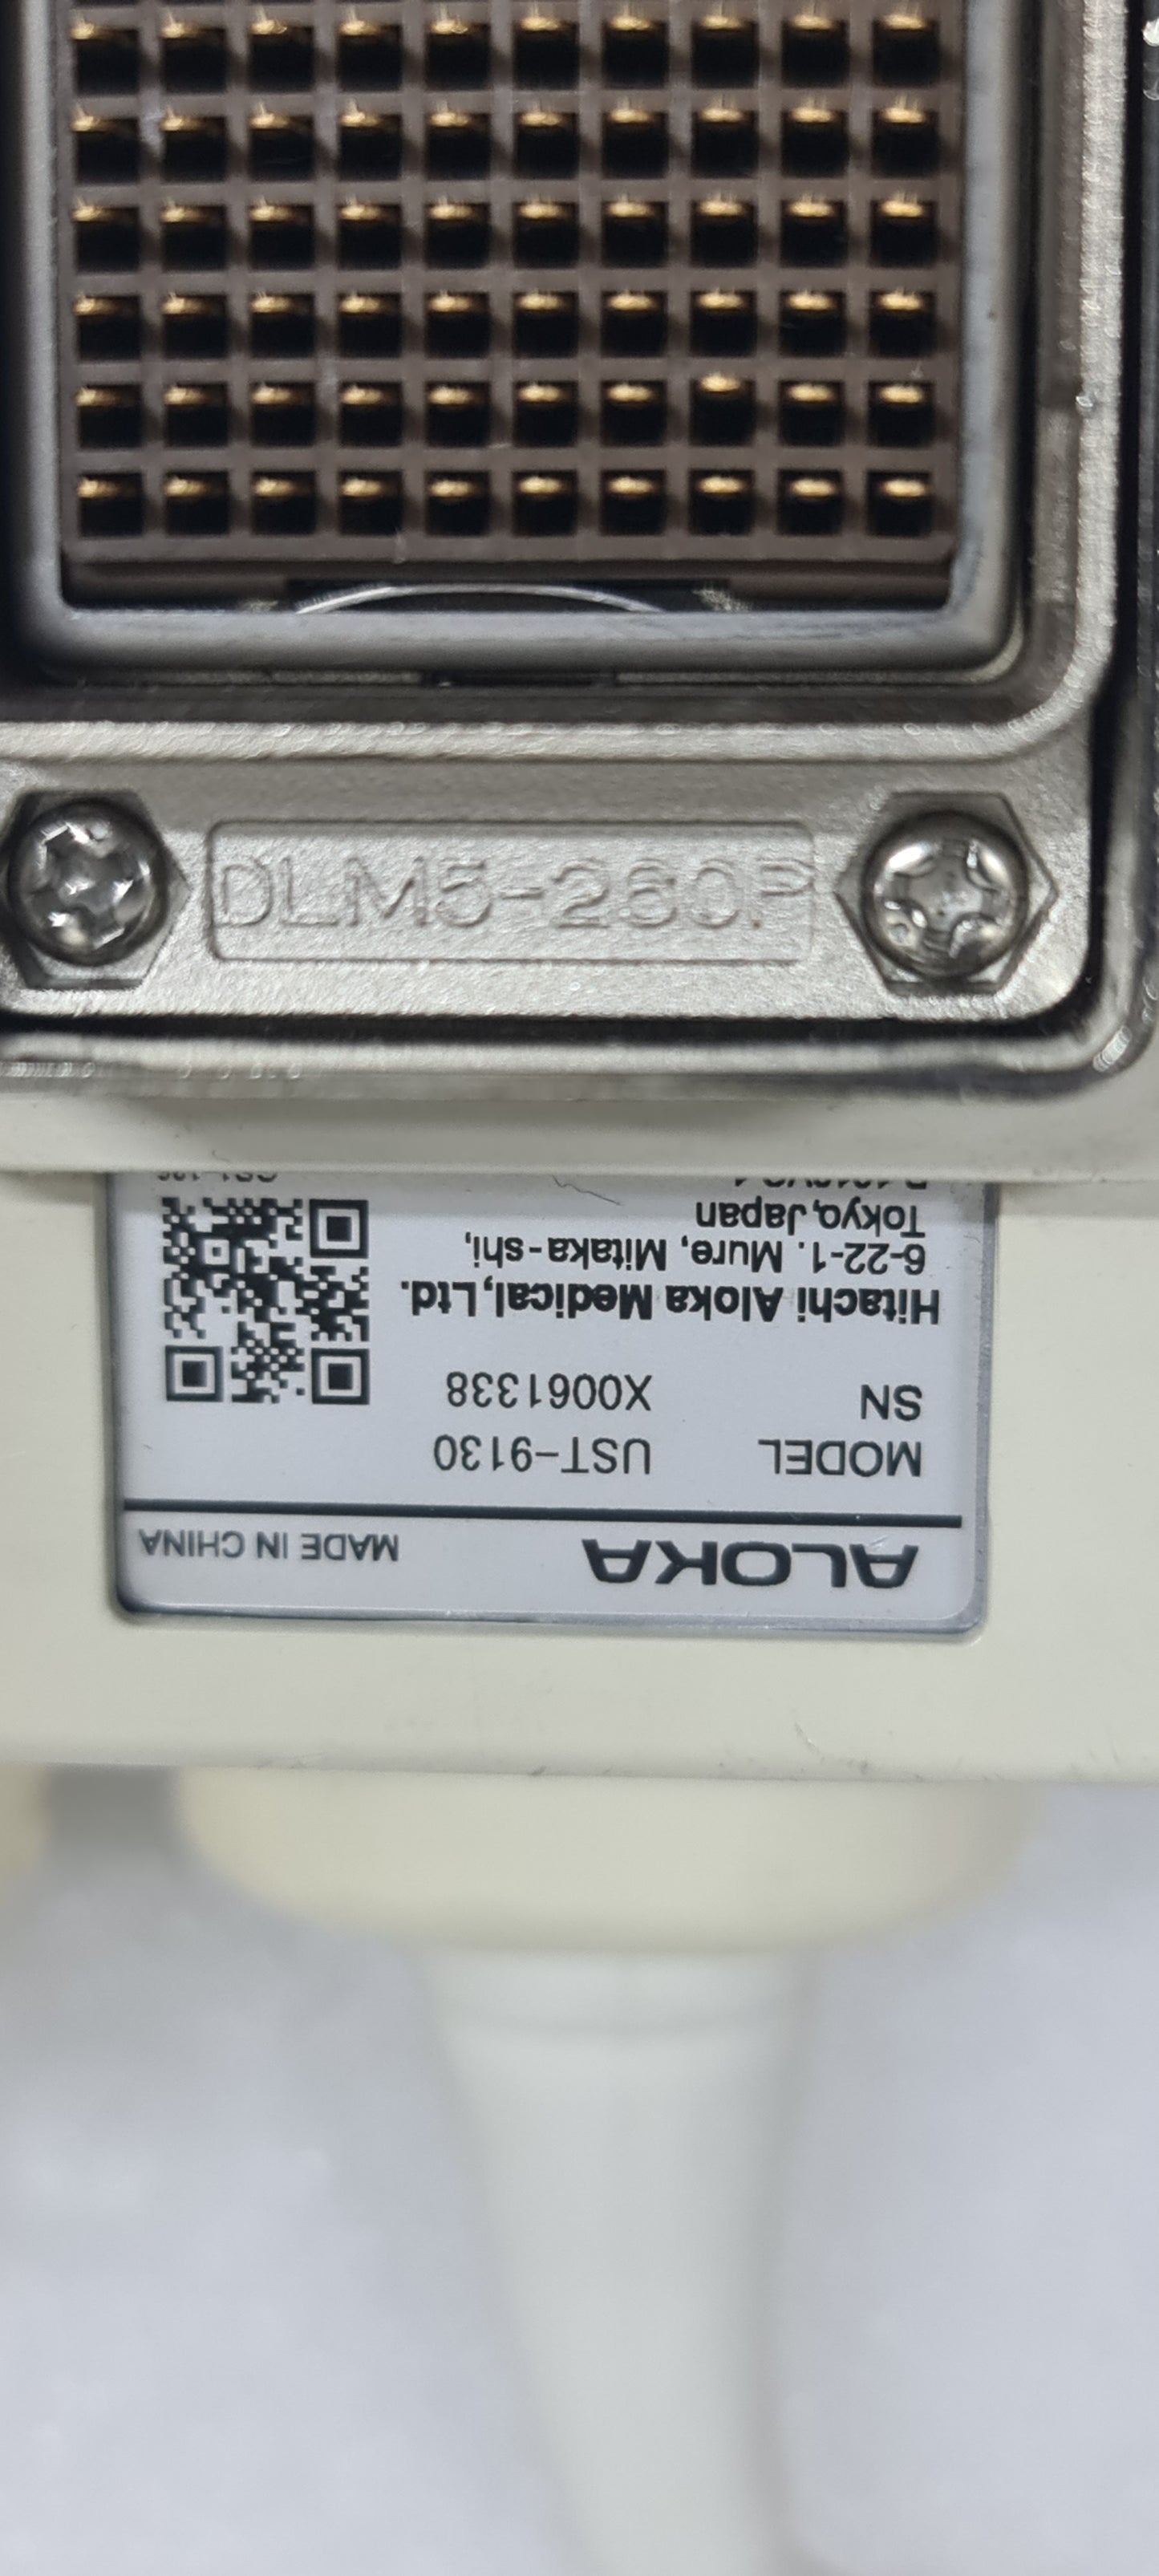 DLM5-260P
ALOKA MADE IN CHINA
MODEL UST-9130
SN X0061338
Hitachi Aloka Medical,Ltd.
6-22-1. Mure, Mitaka-shi,
Tokyo,Japan